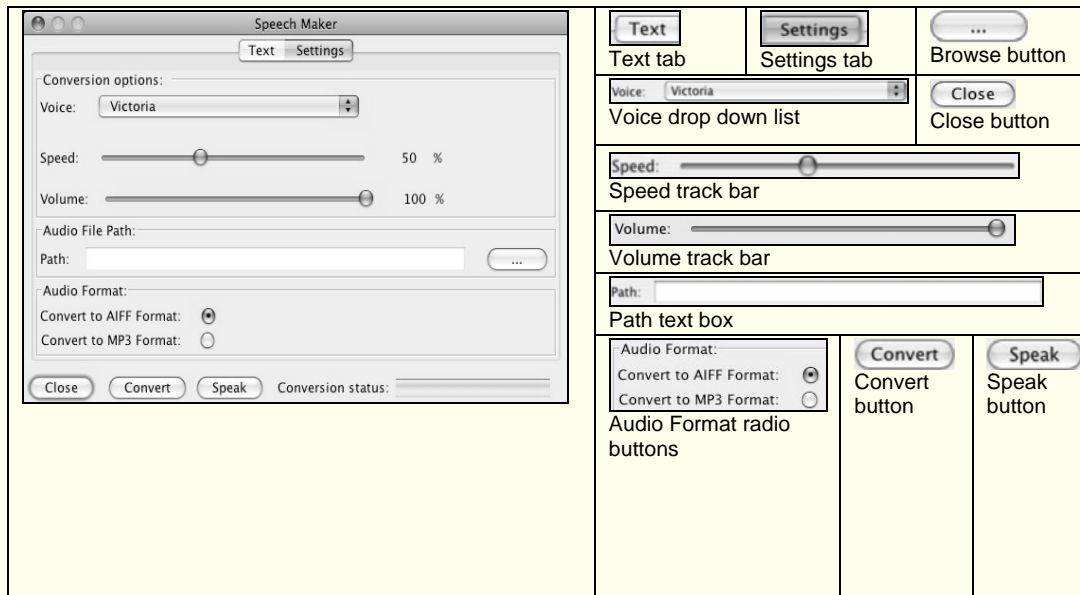 Speech Maker
Text Settings
Conversion options:
Voice: Victoria
Speed: 50 %
Volume: 100 %
Audio File Path:
Path: ...
Audio Format:
Convert to AIFF Format:
Convert to MP3 Format:
Close Convert Speak Conversion status:
Text
Text tab
Settings
Settings tab
...
Browse button
Voice: Victoria
Voice drop down list
Close
Close button
Speed:
Speed track bar
Volume:
Volume track bar
Path:
Path text box
Audio Format:
Convert to AIFF Format:
Convert to MP3 Format:
Audio Format radio
buttons
Convert
Convert
button
Speak
Speak
button